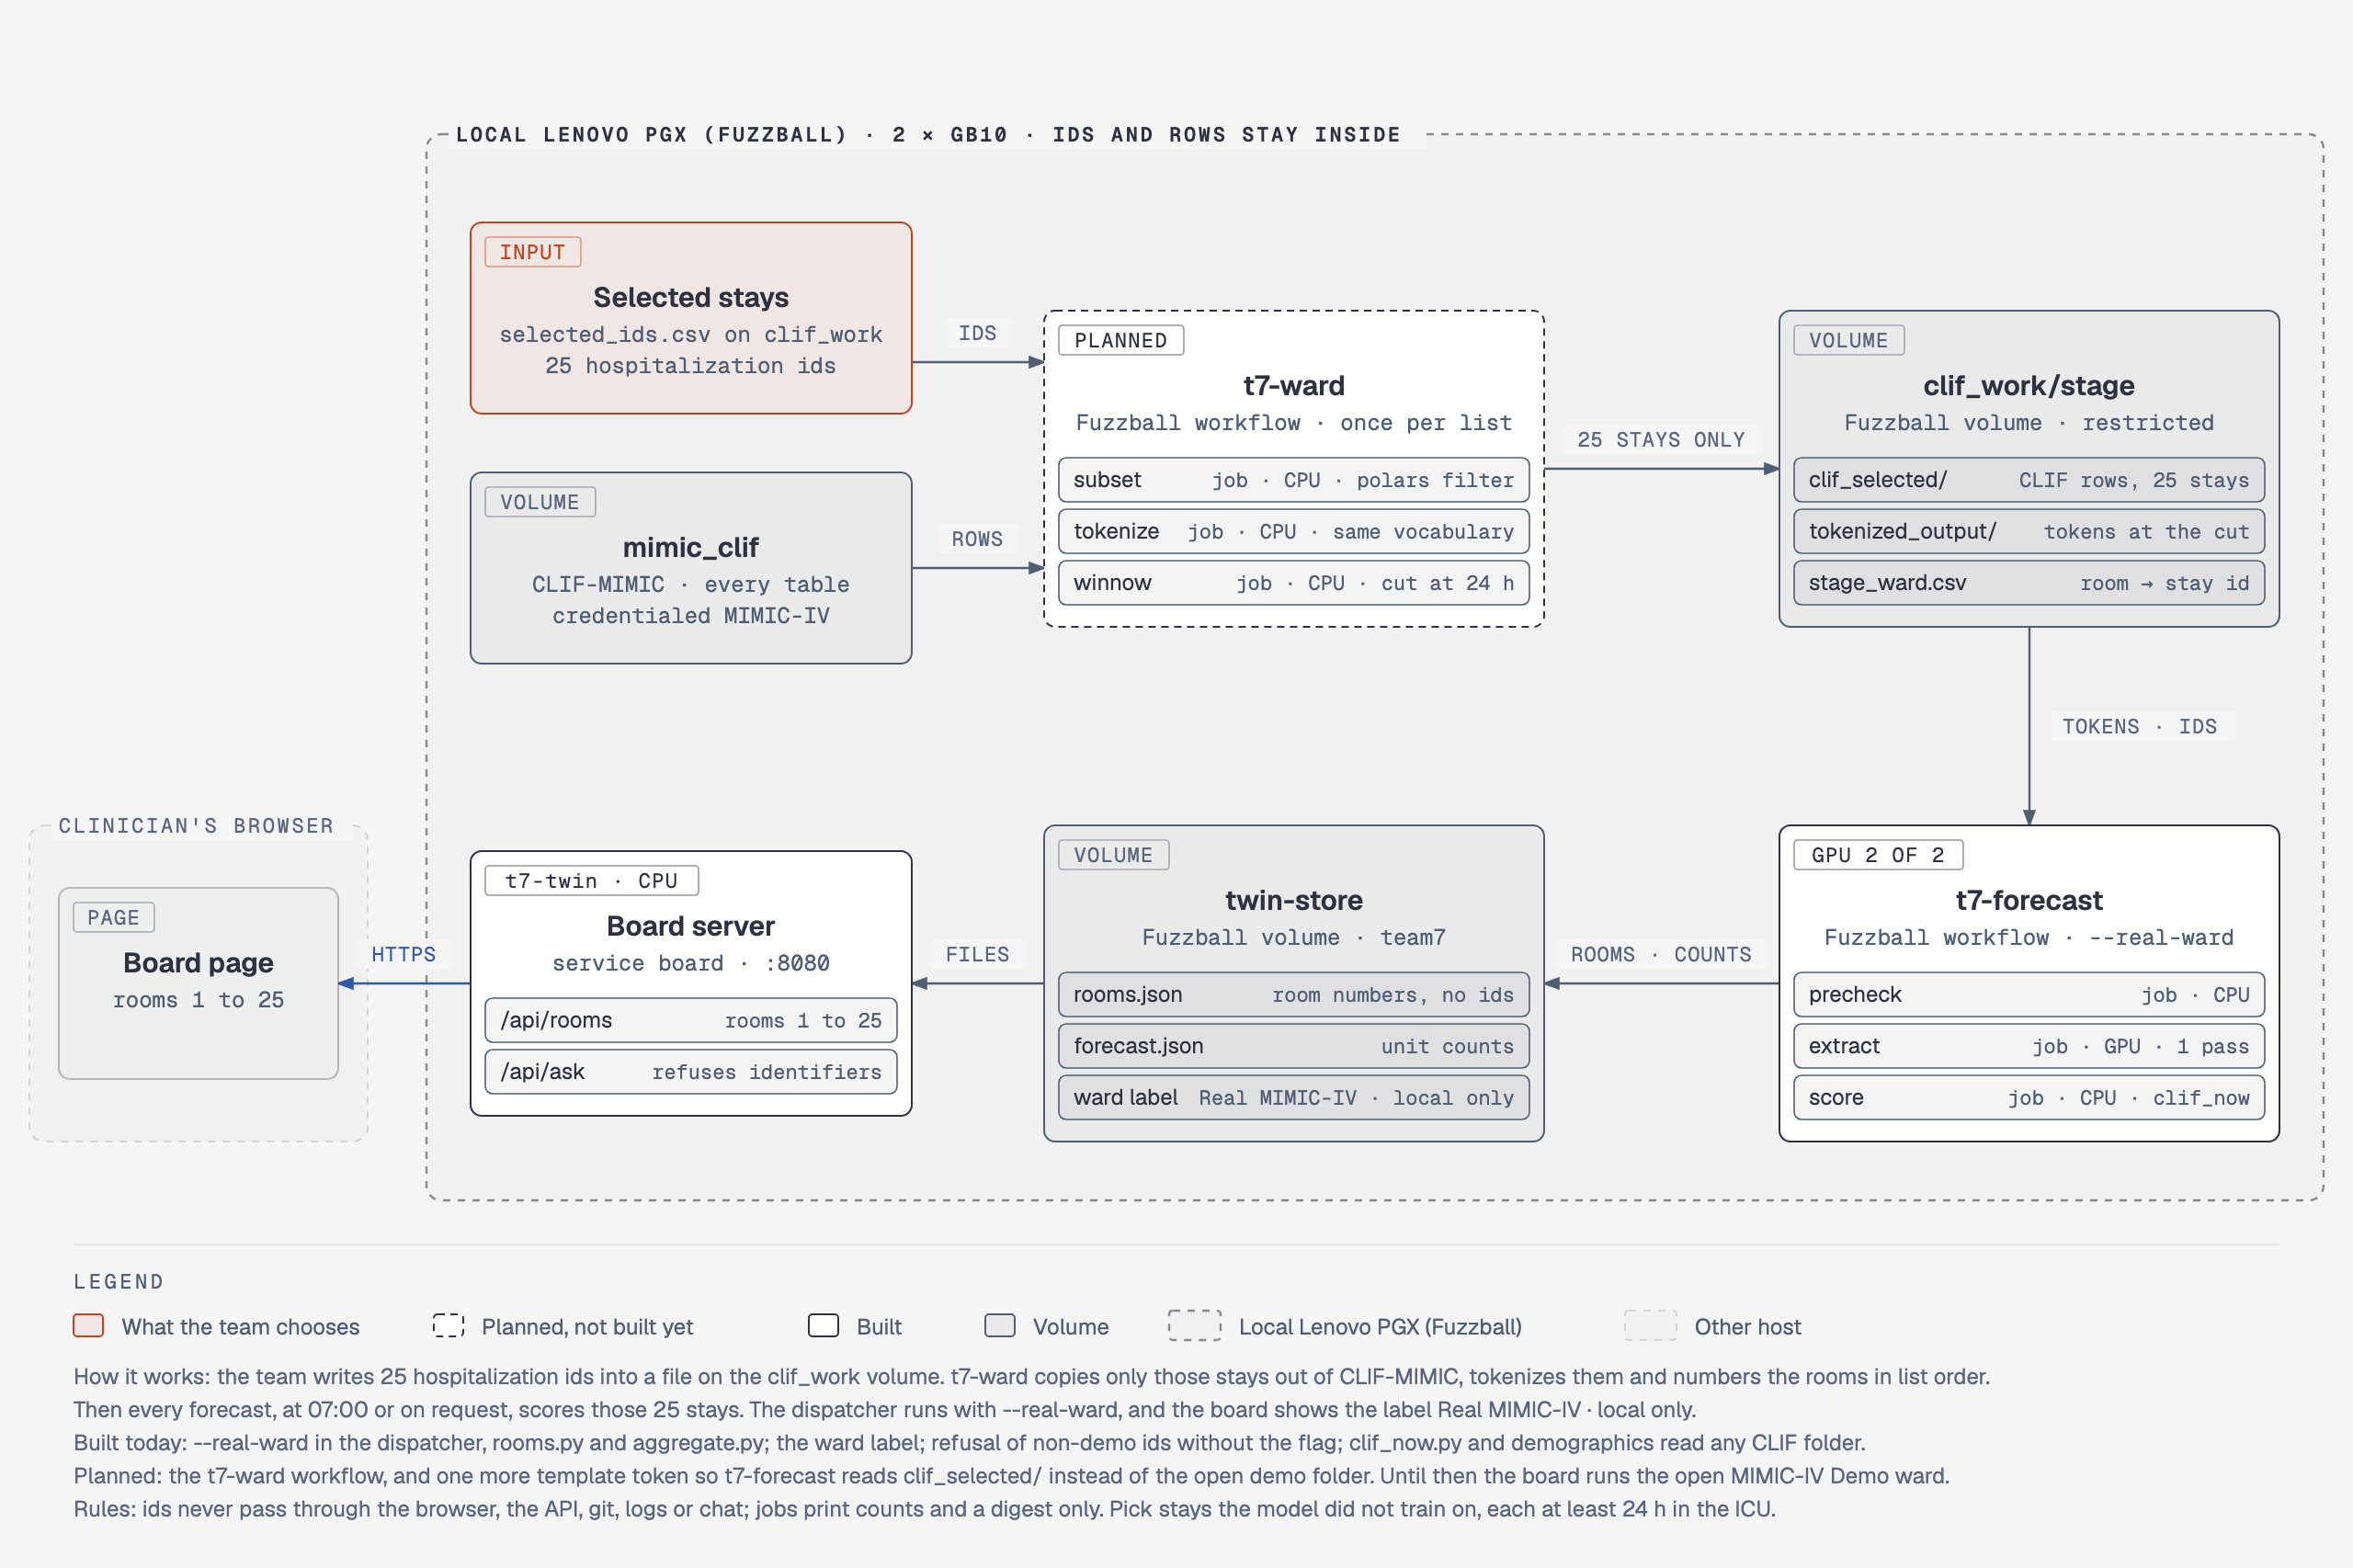 LOCAL LENOVO PGX (FUZZBALL) · 2 × GB10 · IDS AND ROWS STAY INSIDE
INPUT
Selected stays
selected_ids.csv on clif_work
25 hospitalization ids
IDS
VOLUME
mimic_clif
CLIF-MIMIC · every table
credentialed MIMIC-IV
ROWS
PLANNED
t7-ward
Fuzzball workflow · once per list
subset job · CPU · polars filter
tokenize job · CPU · same vocabulary
winnow job · CPU · cut at 24 h
25 STAYS ONLY
VOLUME
clif_work/stage
Fuzzball volume · restricted
clif_selected/ CLIF rows, 25 stays
tokenized_output/ tokens at the cut
stage_ward.csv room → stay id
TOKENS · IDS
CLINICIAN'S BROWSER
PAGE
Board page
rooms 1 to 25
HTTPS
t7-twin · CPU
Board server
service board · :8080
/api/rooms rooms 1 to 25
/api/ask refuses identifiers
FILES
VOLUME
twin-store
Fuzzball volume · team7
rooms.json room numbers, no ids
forecast.json unit counts
ward label Real MIMIC-IV · local only
ROOMS · COUNTS
GPU 2 OF 2
t7-forecast
Fuzzball workflow · --real-ward
precheck job · CPU
extract job · GPU · 1 pass
score job · CPU · clif_now
LEGEND
What the team chooses
Planned, not built yet
Built
Volume
Local Lenovo PGX (Fuzzball)
Other host
How it works: the team writes 25 hospitalization ids into a file on the clif_work volume. t7-ward copies only those stays out of CLIF-MIMIC, tokenizes them and numbers the rooms in list order.
Then every forecast, at 07:00 or on request, scores those 25 stays. The dispatcher runs with --real-ward, and the board shows the label Real MIMIC-IV · local only.
Built today: --real-ward in the dispatcher, rooms.py and aggregate.py; the ward label; refusal of non-demo ids without the flag; clif_now.py and demographics read any CLIF folder.
Planned: the t7-ward workflow, and one more template token so t7-forecast reads clif_selected/ instead of the open demo folder. Until then the board runs the open MIMIC-IV Demo ward.
Rules: ids never pass through the browser, the API, git, logs or chat; jobs print counts and a digest only. Pick stays the model did not train on, each at least 24 h in the ICU.